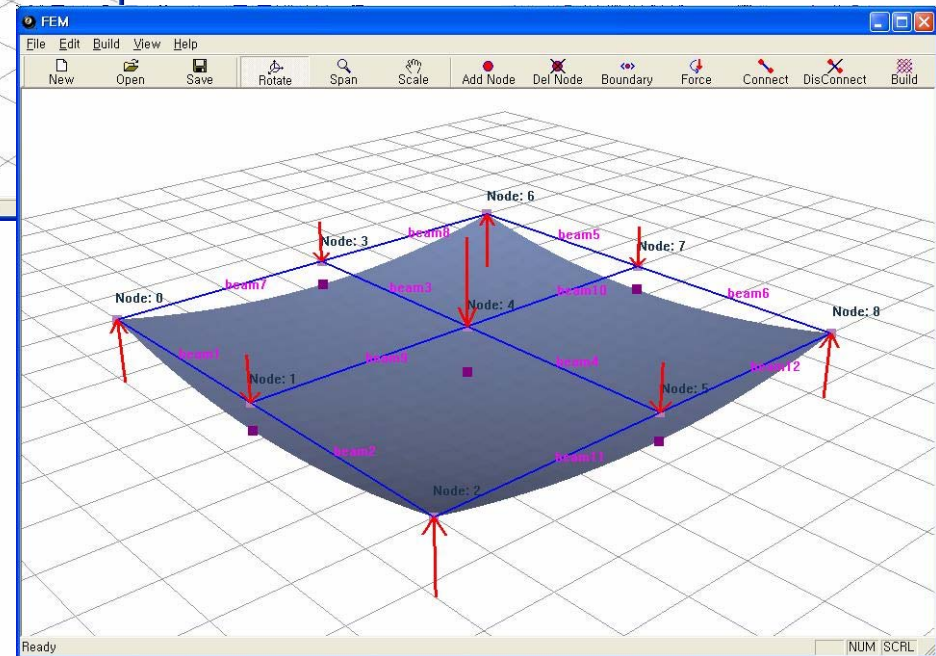 FEM
File Edit Build View Help
New Open Save Rotate Span Scale Add Node Del Node Boundary Force Connect DisConnect Build
Node: 6
beam8 beam5
Node: 3 Node: 7
beam7 beam3 beam10 beam6
Node: 0 Node: 4 Node: 8
beam1 beam9 beam4 beam12
Node: 1 Node: 5
beam2 beam11
Node: 2
Ready NUM SCRL